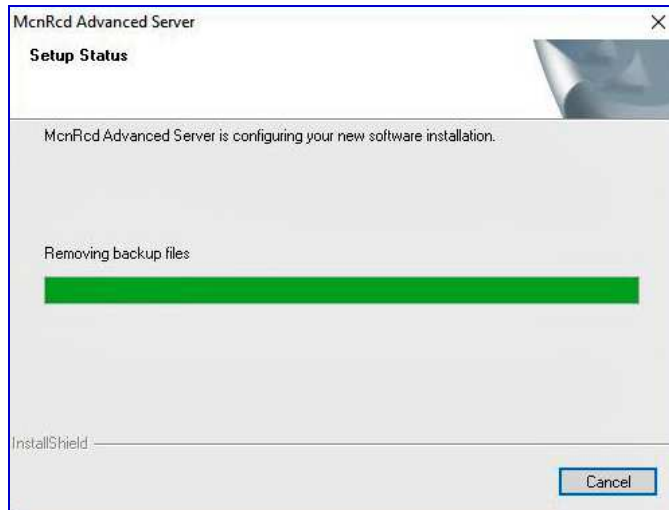 McnRcd Advanced Server
Setup Status
McnRcd Advanced Server is configuring your new software installation.
Removing backup files
InstallShield
Cancel